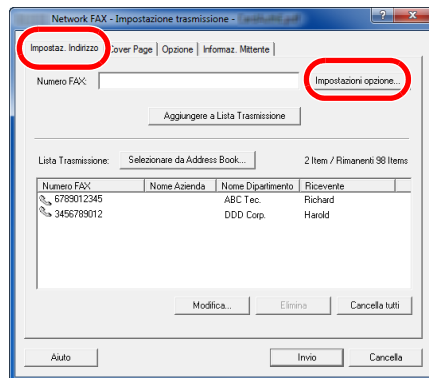 Network FAX - Impostazione trasmissione -
Impostaz. Indirizzo Cover Page Opzione Informaz. Mittente
Numero FAX: Impostazioni opzione...
Aggiungere a Lista Trasmissione
Lista Trasmissione: Selezionare da Address Book... 2 Item / Rimanenti 98 Items
Numero FAX Nome Azienda Nome Dipartimento Ricevente
6789012345 ABC Tec. Richard
3456789012 DDD Corp. Harold
Modifica... Elimina Cancella tutti
Aiuto Invio Cancella